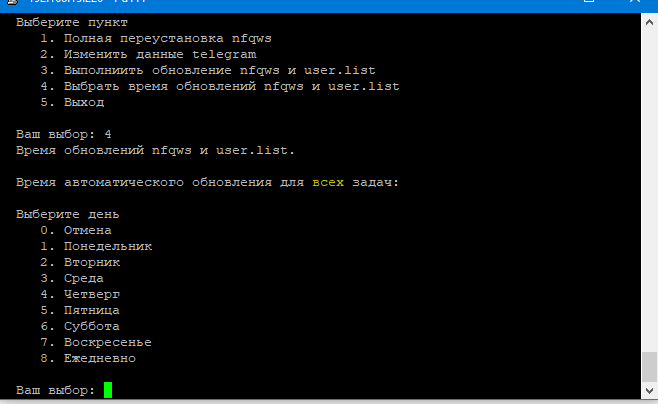 Выберите пункт
1. Полная переустановка nfqws
2. Изменить данные telegram
3. Выполниить обновление nfqws и user.list
4. Выбрать время обновлений nfqws и user.list
5. Выход
Ваш выбор: 4
Время обновлений nfqws и user.list.
Время автоматического обновления для всех задач:
Выберите день
0. Отмена
1. Понедельник
2. Вторник
3. Среда
4. Четверг
5. Пятница
6. Суббота
7. Воскресенье
8. Ежедневно
Ваш выбор: